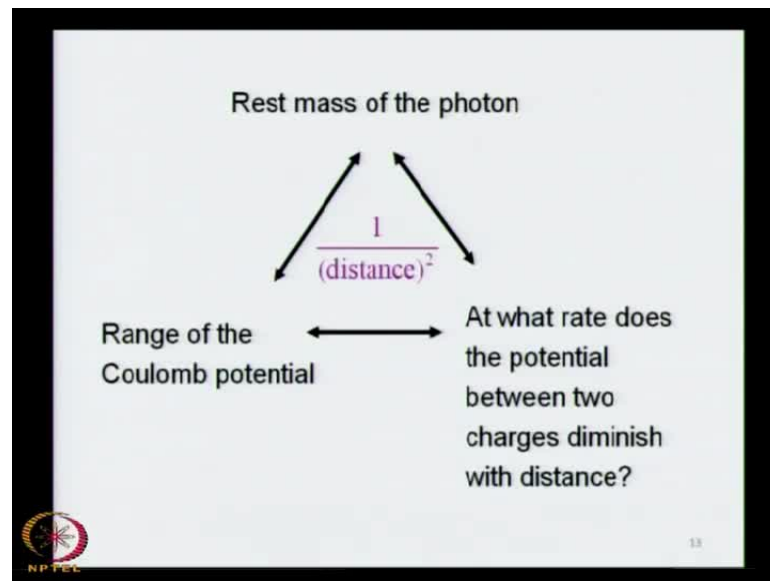 Rest mass of the photon
1
(distance)²
Range of the
Coulomb potential
At what rate does
the potential
between two
charges diminish
with distance?
13
NPTEL